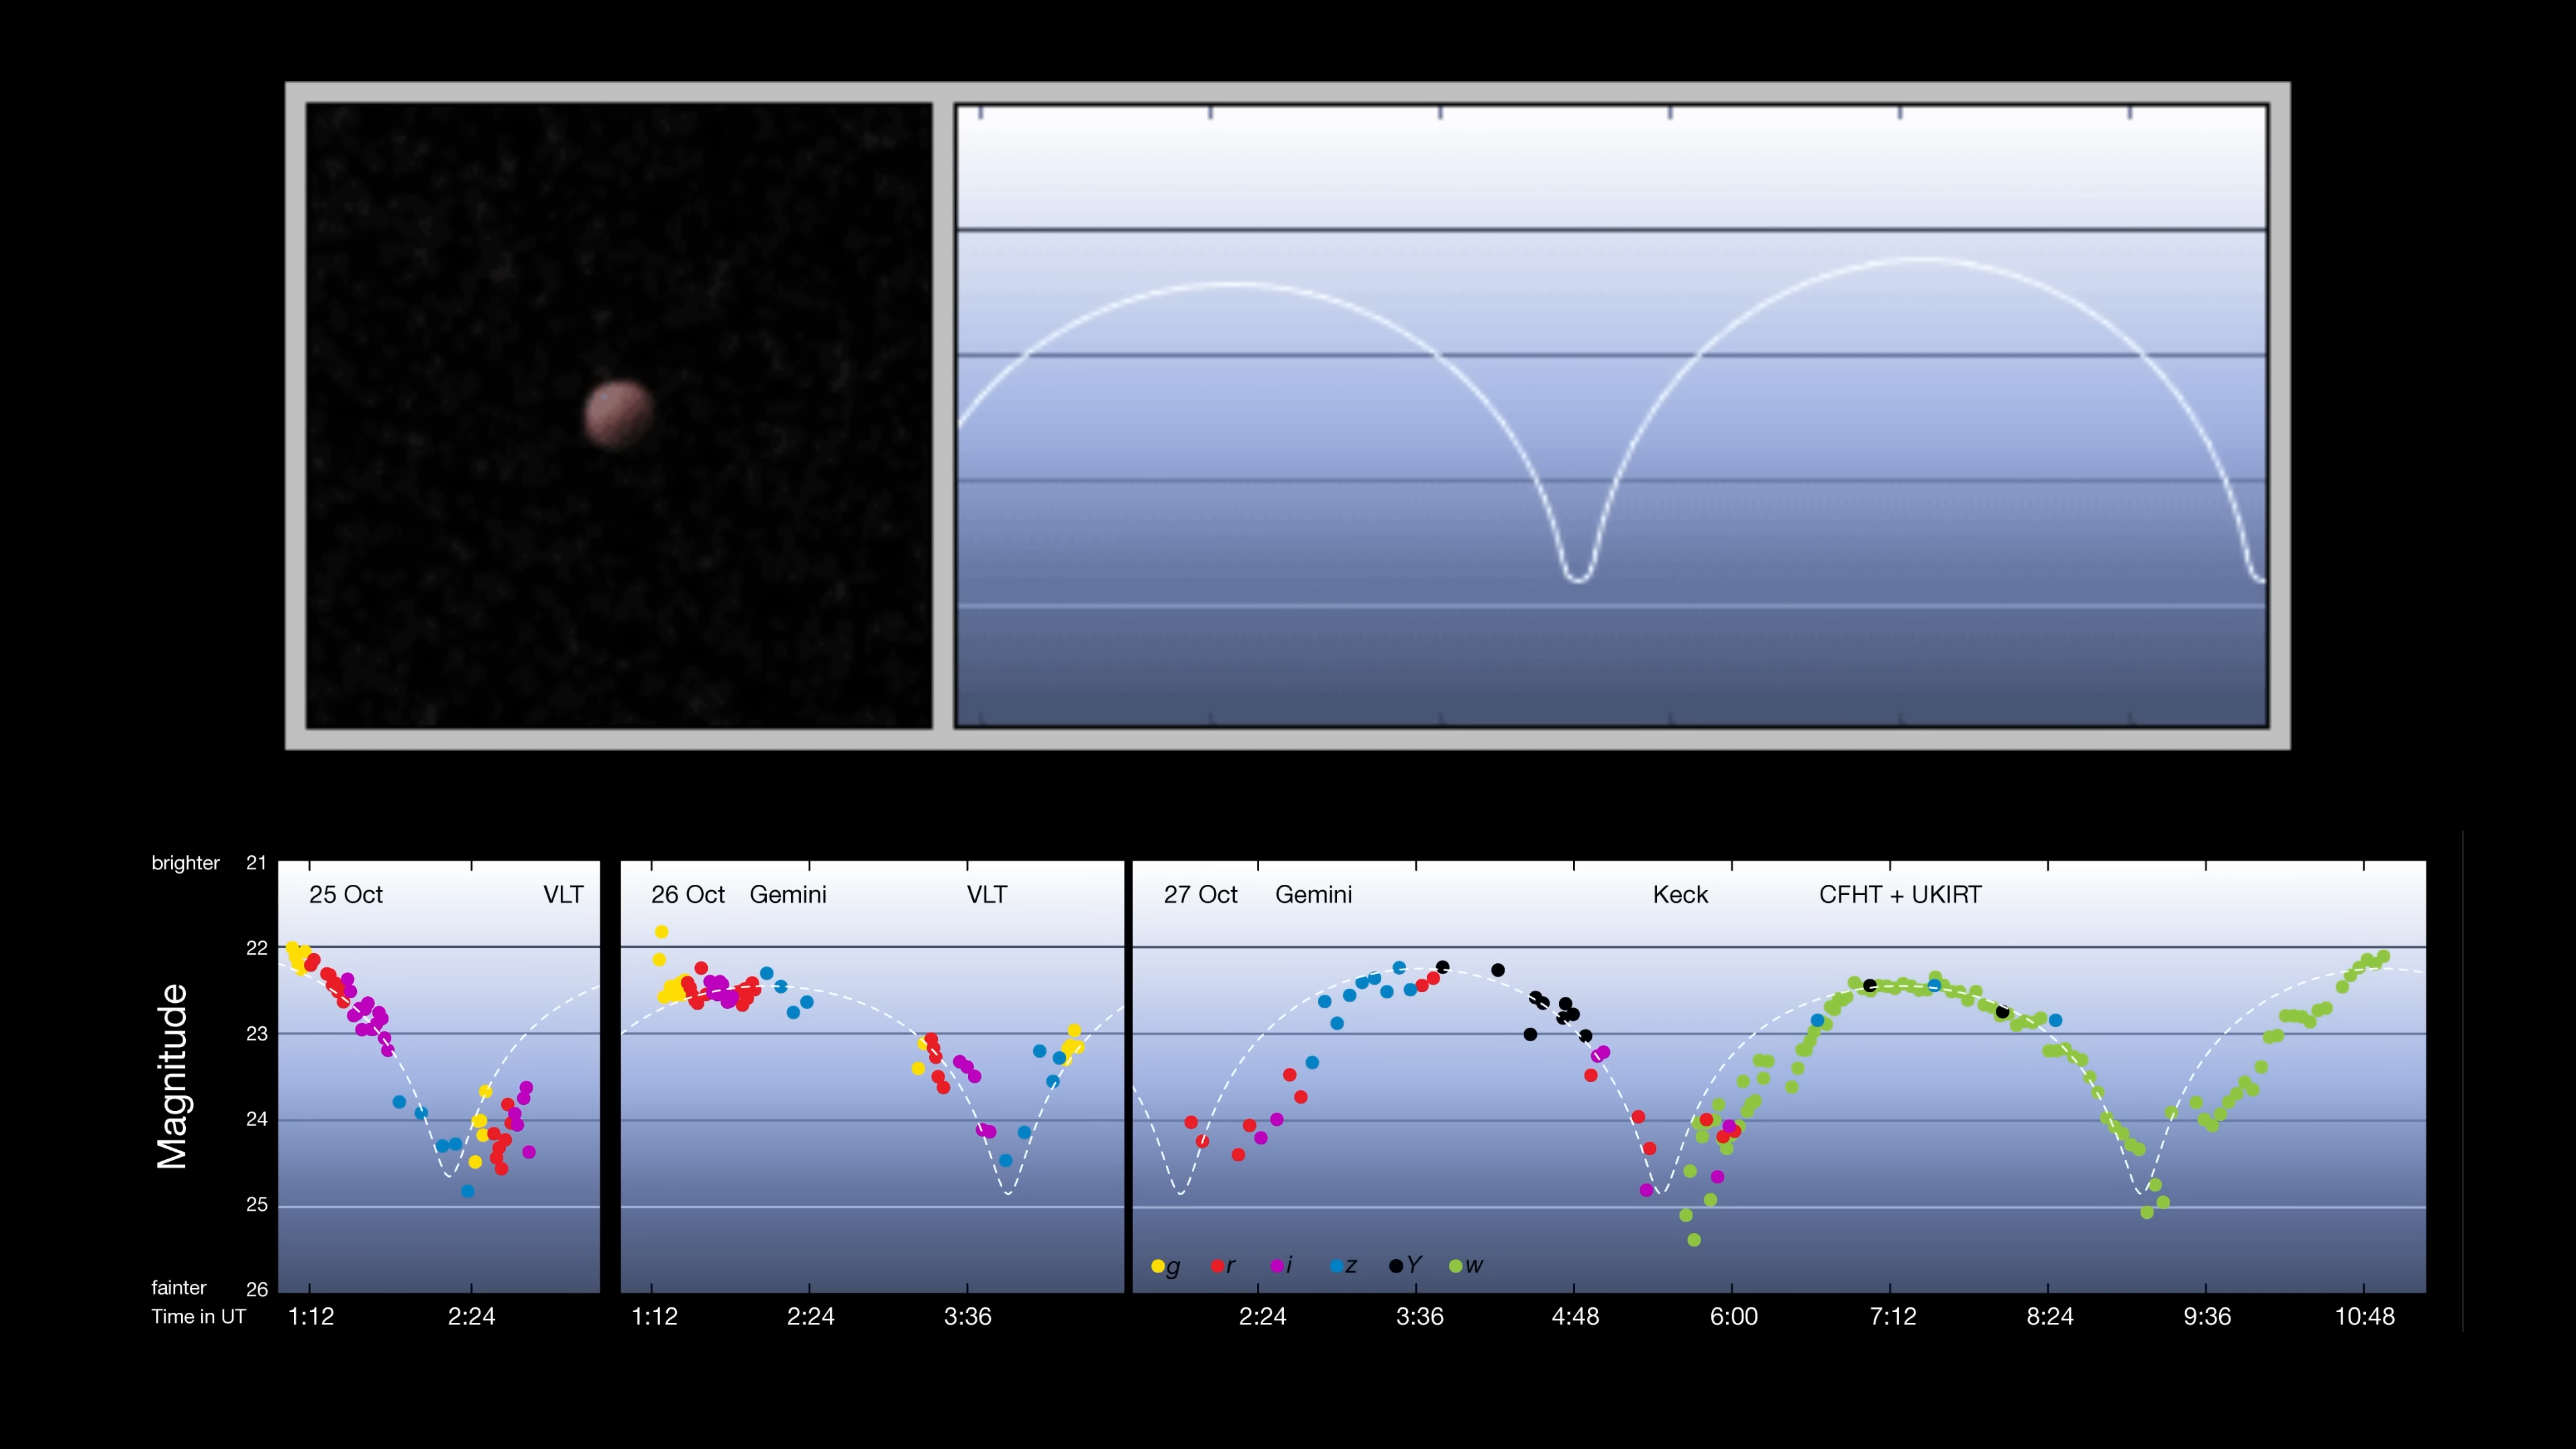 brighter 21
25 Oct VLT 26 Oct Gemini VLT 27 Oct Gemini Keck CFHT + UKIRT
22
23
Magnitude
24
25
g r i z Y w
fainter 26
Time in UT 1:12 2:24 1:12 2:24 3:36 2:24 3:36 4:48 6:00 7:12 8:24 9:36 10:48